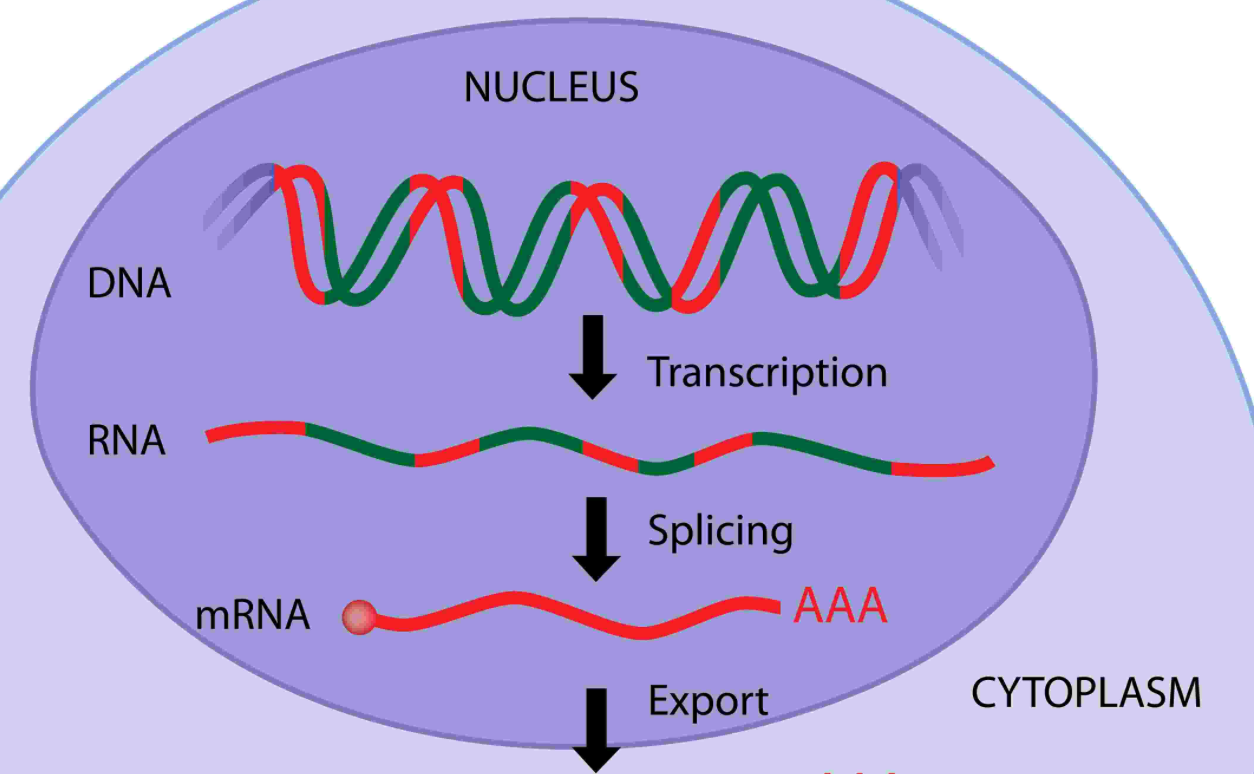 NUCLEUS
DNA
Transcription
RNA
Splicing
mRNA
AAA
Export
CYTOPLASM